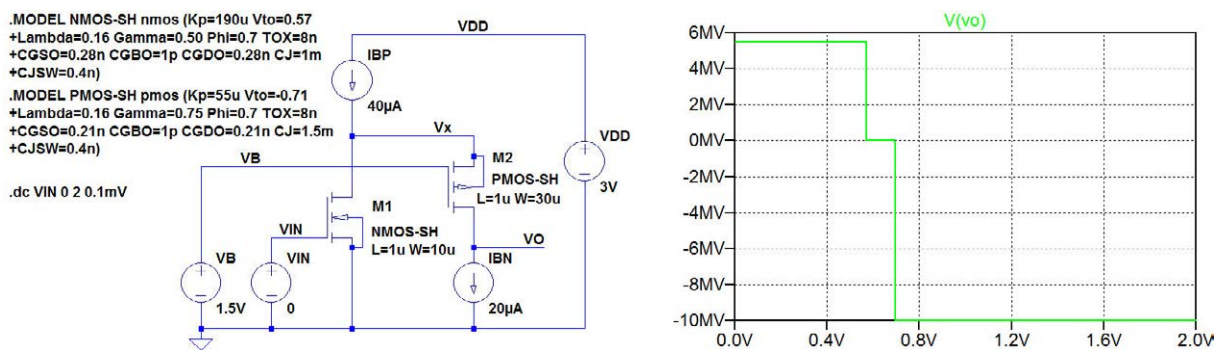 .MODEL NMOS-SH nmos (Kp=190u Vto=0.57
+Lambda=0.16 Gamma=0.50 Phi=0.7 TOX=8n
+CGSO=0.28n CGBO=1p CGDO=0.28n CJ=1m
+CJSW=0.4n)
.MODEL PMOS-SH pmos (Kp=55u Vto=-0.71
+Lambda=0.16 Gamma=0.75 Phi=0.7 TOX=8n
+CGSO=0.21n CGBO=1p CGDO=0.21n CJ=1.5m
+CJSW=0.4n)
.dc VIN 0 2 0.1mV
VDD
IBP
40µA
Vx
VB
M2
PMOS-SH
L=1u W=30u
VDD
3V
M1
VIN
NMOS-SH
L=1u W=10u
VO
VB
1.5V
VIN
0
IBN
20µA
V(vo)
6MV
4MV
2MV
0MV
-2MV
-4MV
-6MV
-8MV
-10MV
0.0V
0.4V
0.8V
1.2V
1.6V
2.0V